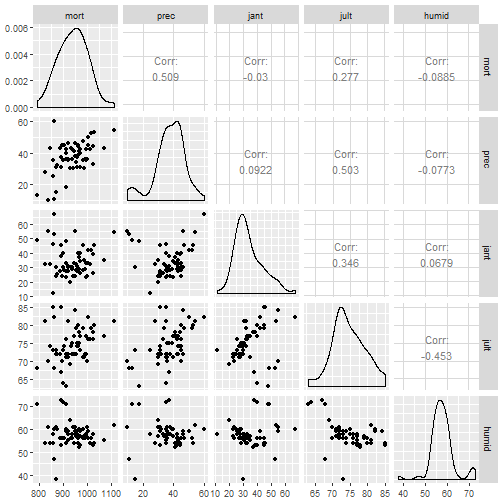 mort prec jant jult humid
0.006
0.004
0.002
0.000
Corr:
0.509
Corr:
-0.03
Corr:
0.277
Corr:
-0.0885
mort
60
40
20
Corr:
0.0922
Corr:
0.503
Corr:
-0.0773
prec
60
50
40
30
20
10
Corr:
0.346
Corr:
0.0679
jant
85
80
75
70
65
Corr:
-0.453
jult
70
60
50
40
humid
800 900 1000 1100 20 40 60 10 20 30 40 50 60 65 70 75 80 85 40 50 60 70